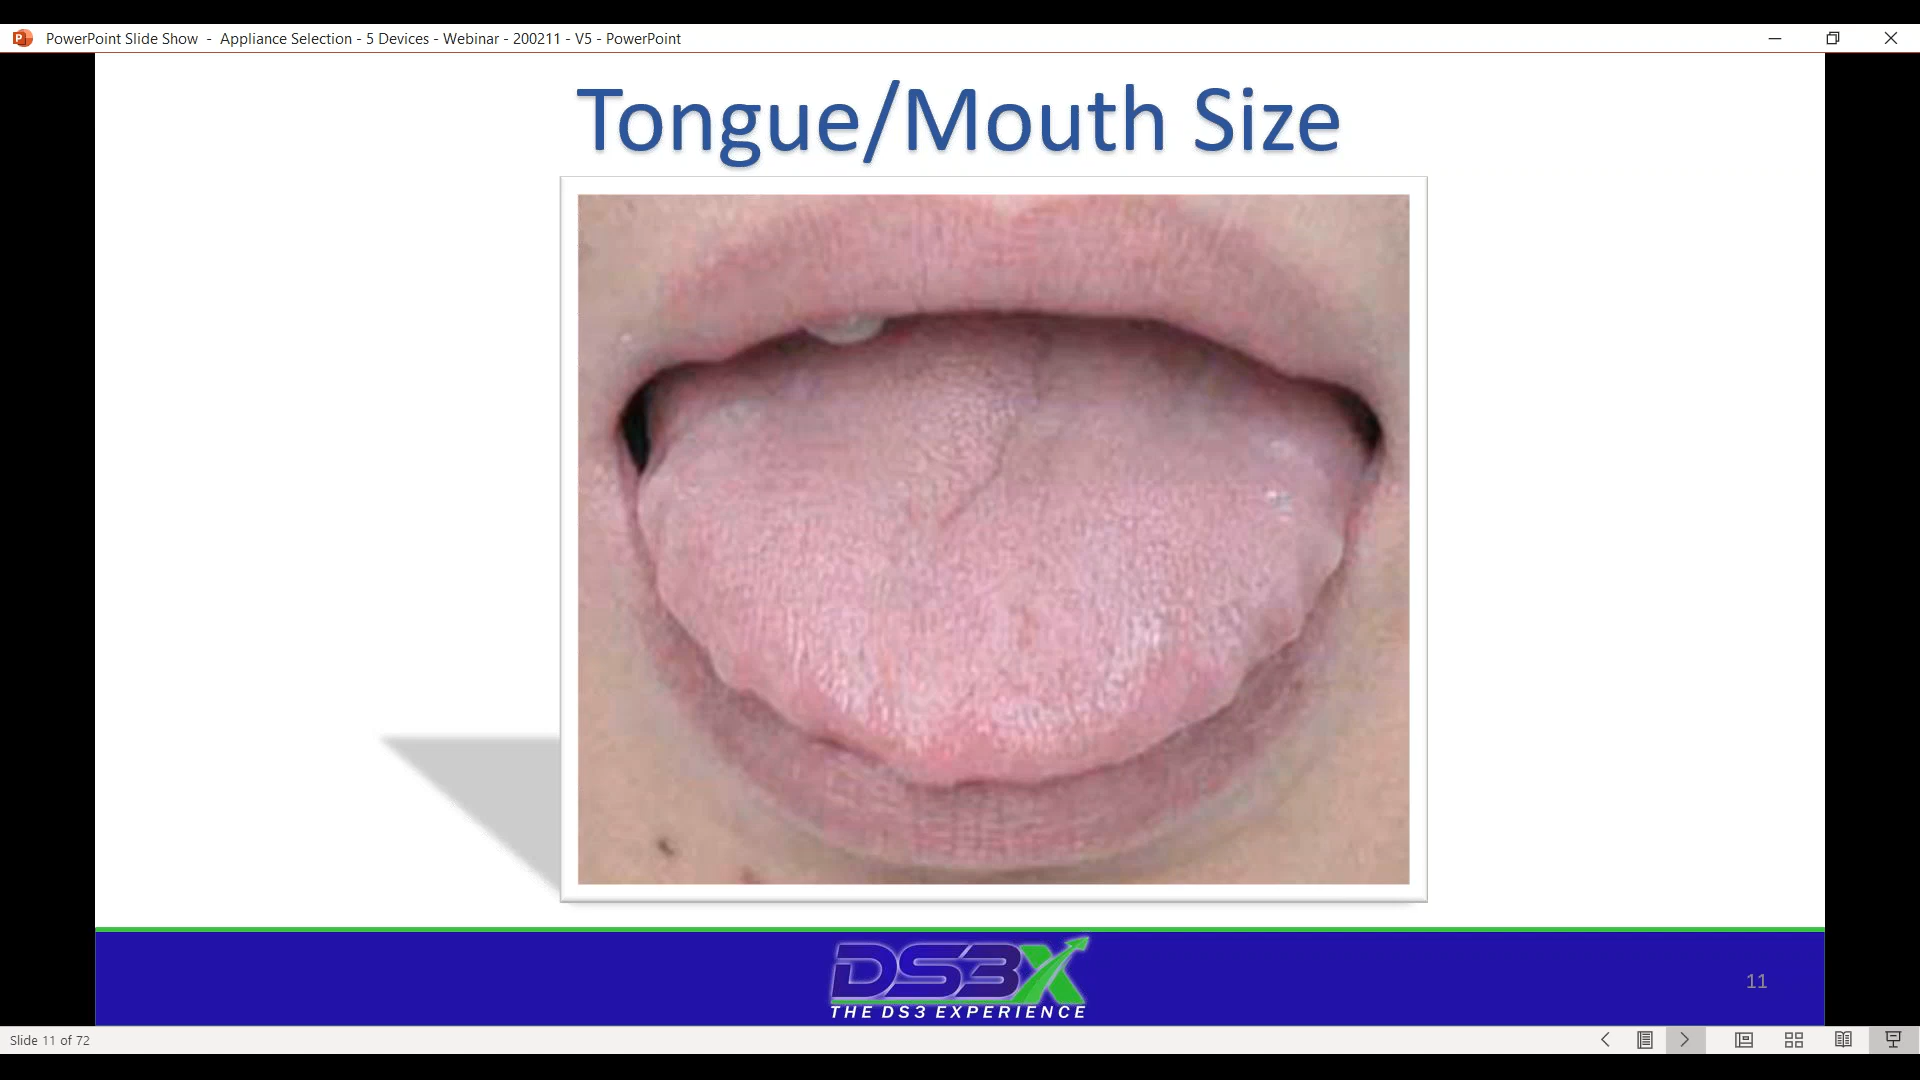 PowerPoint Slide Show - Appliance Selection - 5 Devices - Webinar - 200211 - V5 - PowerPoint
Tongue/Mouth Size
DS3X
THE DS3 EXPERIENCE
11
Slide 11 of 72